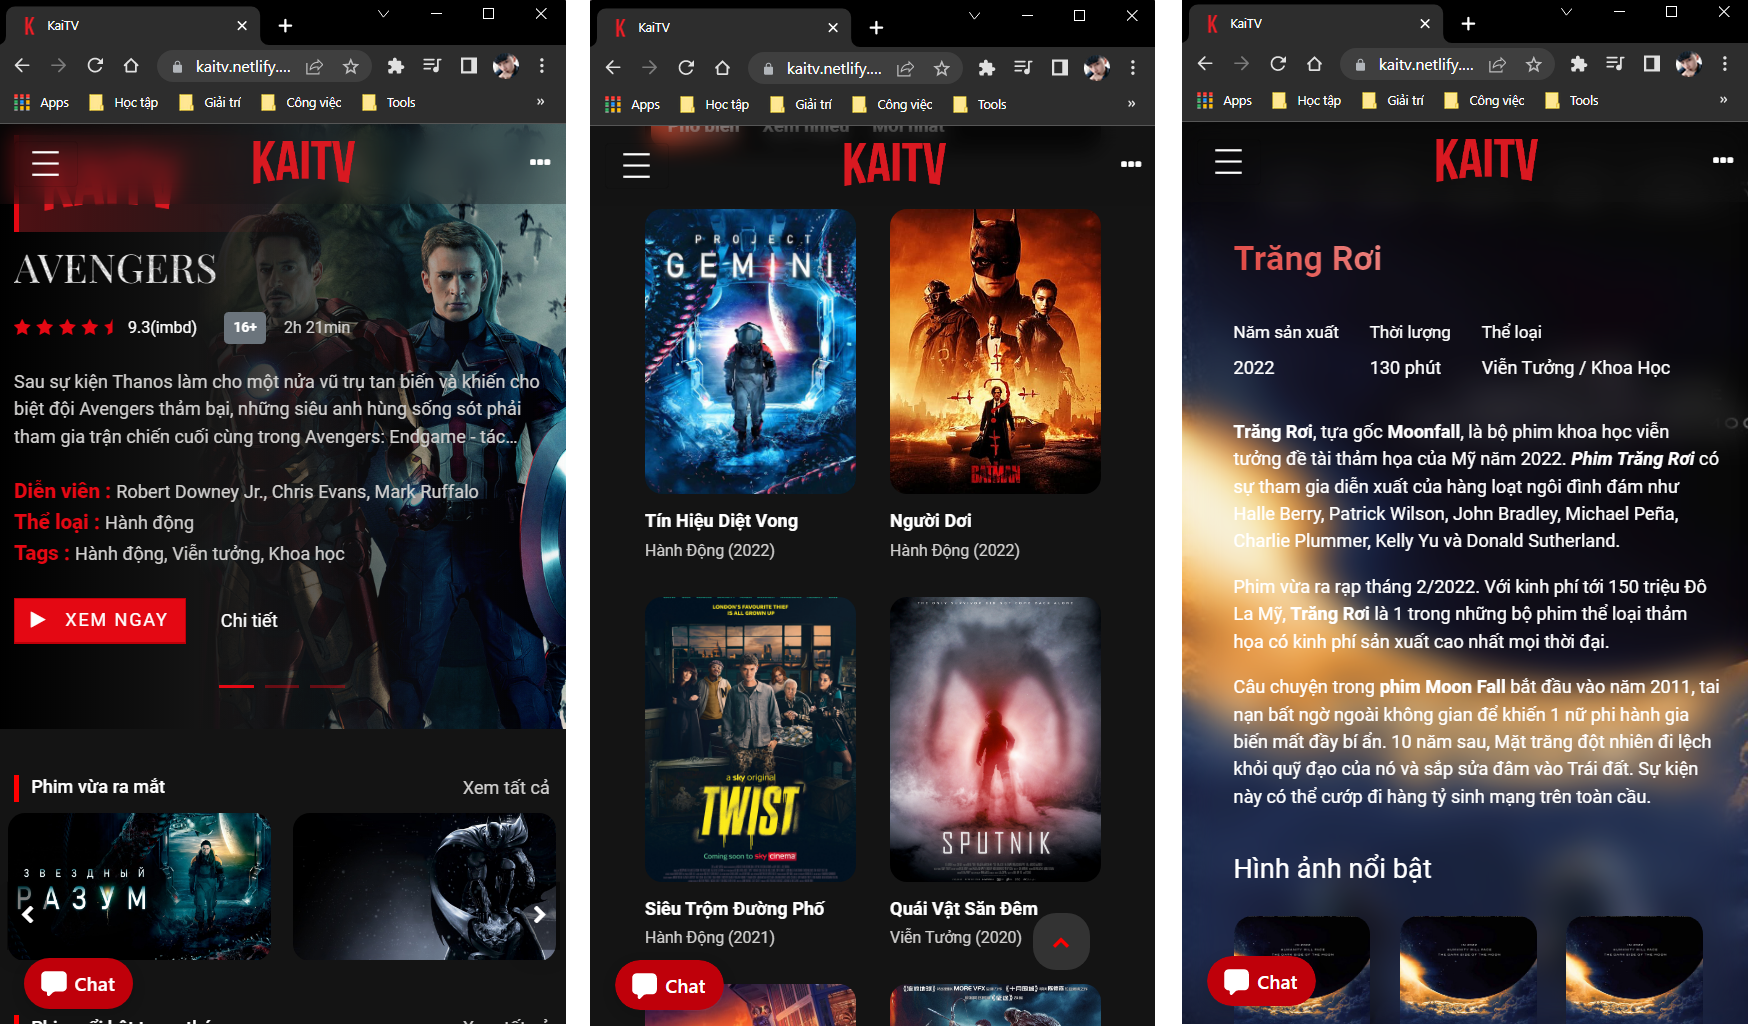 KaiTV
kaitv.netlify....
Apps
Học tập
Giải trí
Công việc
Tools
»
KAITV
AVENGERS
9.3(imbd)
16+
2h 21min
Sau sự kiện Thanos làm cho một nửa vũ trụ tan biến và khiến cho
biệt đội Avengers thảm bại, những siêu anh hùng sống sót phải
tham gia trận chiến cuối cùng trong Avengers: Endgame - tác...
Diễn viên : Robert Downey Jr., Chris Evans, Mark Ruffalo
Thể loại : Hành động
Tags : Hành động, Viễn tưởng, Khoa học
XEM NGAY
Chi tiết
Phim vừa ra mắt
Xem tất cả
ЗВЕЗДНЫЙ
РАЗУМ
Chat
Xem tất cả
KaiTV
kaitv.netlify....
Apps
Học tập
Giải trí
Công việc
Tools
»
Phổ biến
Xem nhiều
Mới nhất
KAITV
PROJECT
GEMINI
THE
BATMAN
Tín Hiệu Diệt Vong
Hành Động (2022)
Người Dơi
Hành Động (2022)
LONDON'S FAVOURITE THIEF
IS ALL GROWN UP
a sky original
TWIST
Coming soon to sky cinema
SPUTNIK
Siêu Trộm Đường Phố
Hành Động (2021)
Quái Vật Săn Đêm
Viễn Tưởng (2020)
Chat
KaiTV
kaitv.netlify....
Apps
Học tập
Giải trí
Công việc
Tools
»
KAITV
Trăng Rơi
Năm sản xuất
Thời lượng
Thể loại
2022
130 phút
Viễn Tưởng / Khoa Học
Trăng Rơi, tựa gốc Moonfall, là bộ phim khoa học viễn
tưởng đề tài thảm họa của Mỹ năm 2022. Phim Trăng Rơi có
sự tham gia diễn xuất của hàng loạt ngôi đình đám như
Halle Berry, Patrick Wilson, John Bradley, Michael Peña,
Charlie Plummer, Kelly Yu và Donald Sutherland.
Phim vừa ra rạp tháng 2/2022. Với kinh phí tới 150 triệu Đô
La Mỹ, Trăng Rơi là 1 trong những bộ phim thể loại thảm
họa có kinh phí sản xuất cao nhất mọi thời đại.
Câu chuyện trong phim Moon Fall bắt đầu vào năm 2011, tai
nạn bất ngờ ngoài không gian để khiến 1 nữ phi hành gia
biến mất đầy bí ẩn. 10 năm sau, Mặt trăng đột nhiên đi lệch
khỏi quỹ đạo của nó và sắp sửa đâm vào Trái đất. Sự kiện
này có thể cướp đi hàng tỷ sinh mạng trên toàn cầu.
Hình ảnh nổi bật
Chat